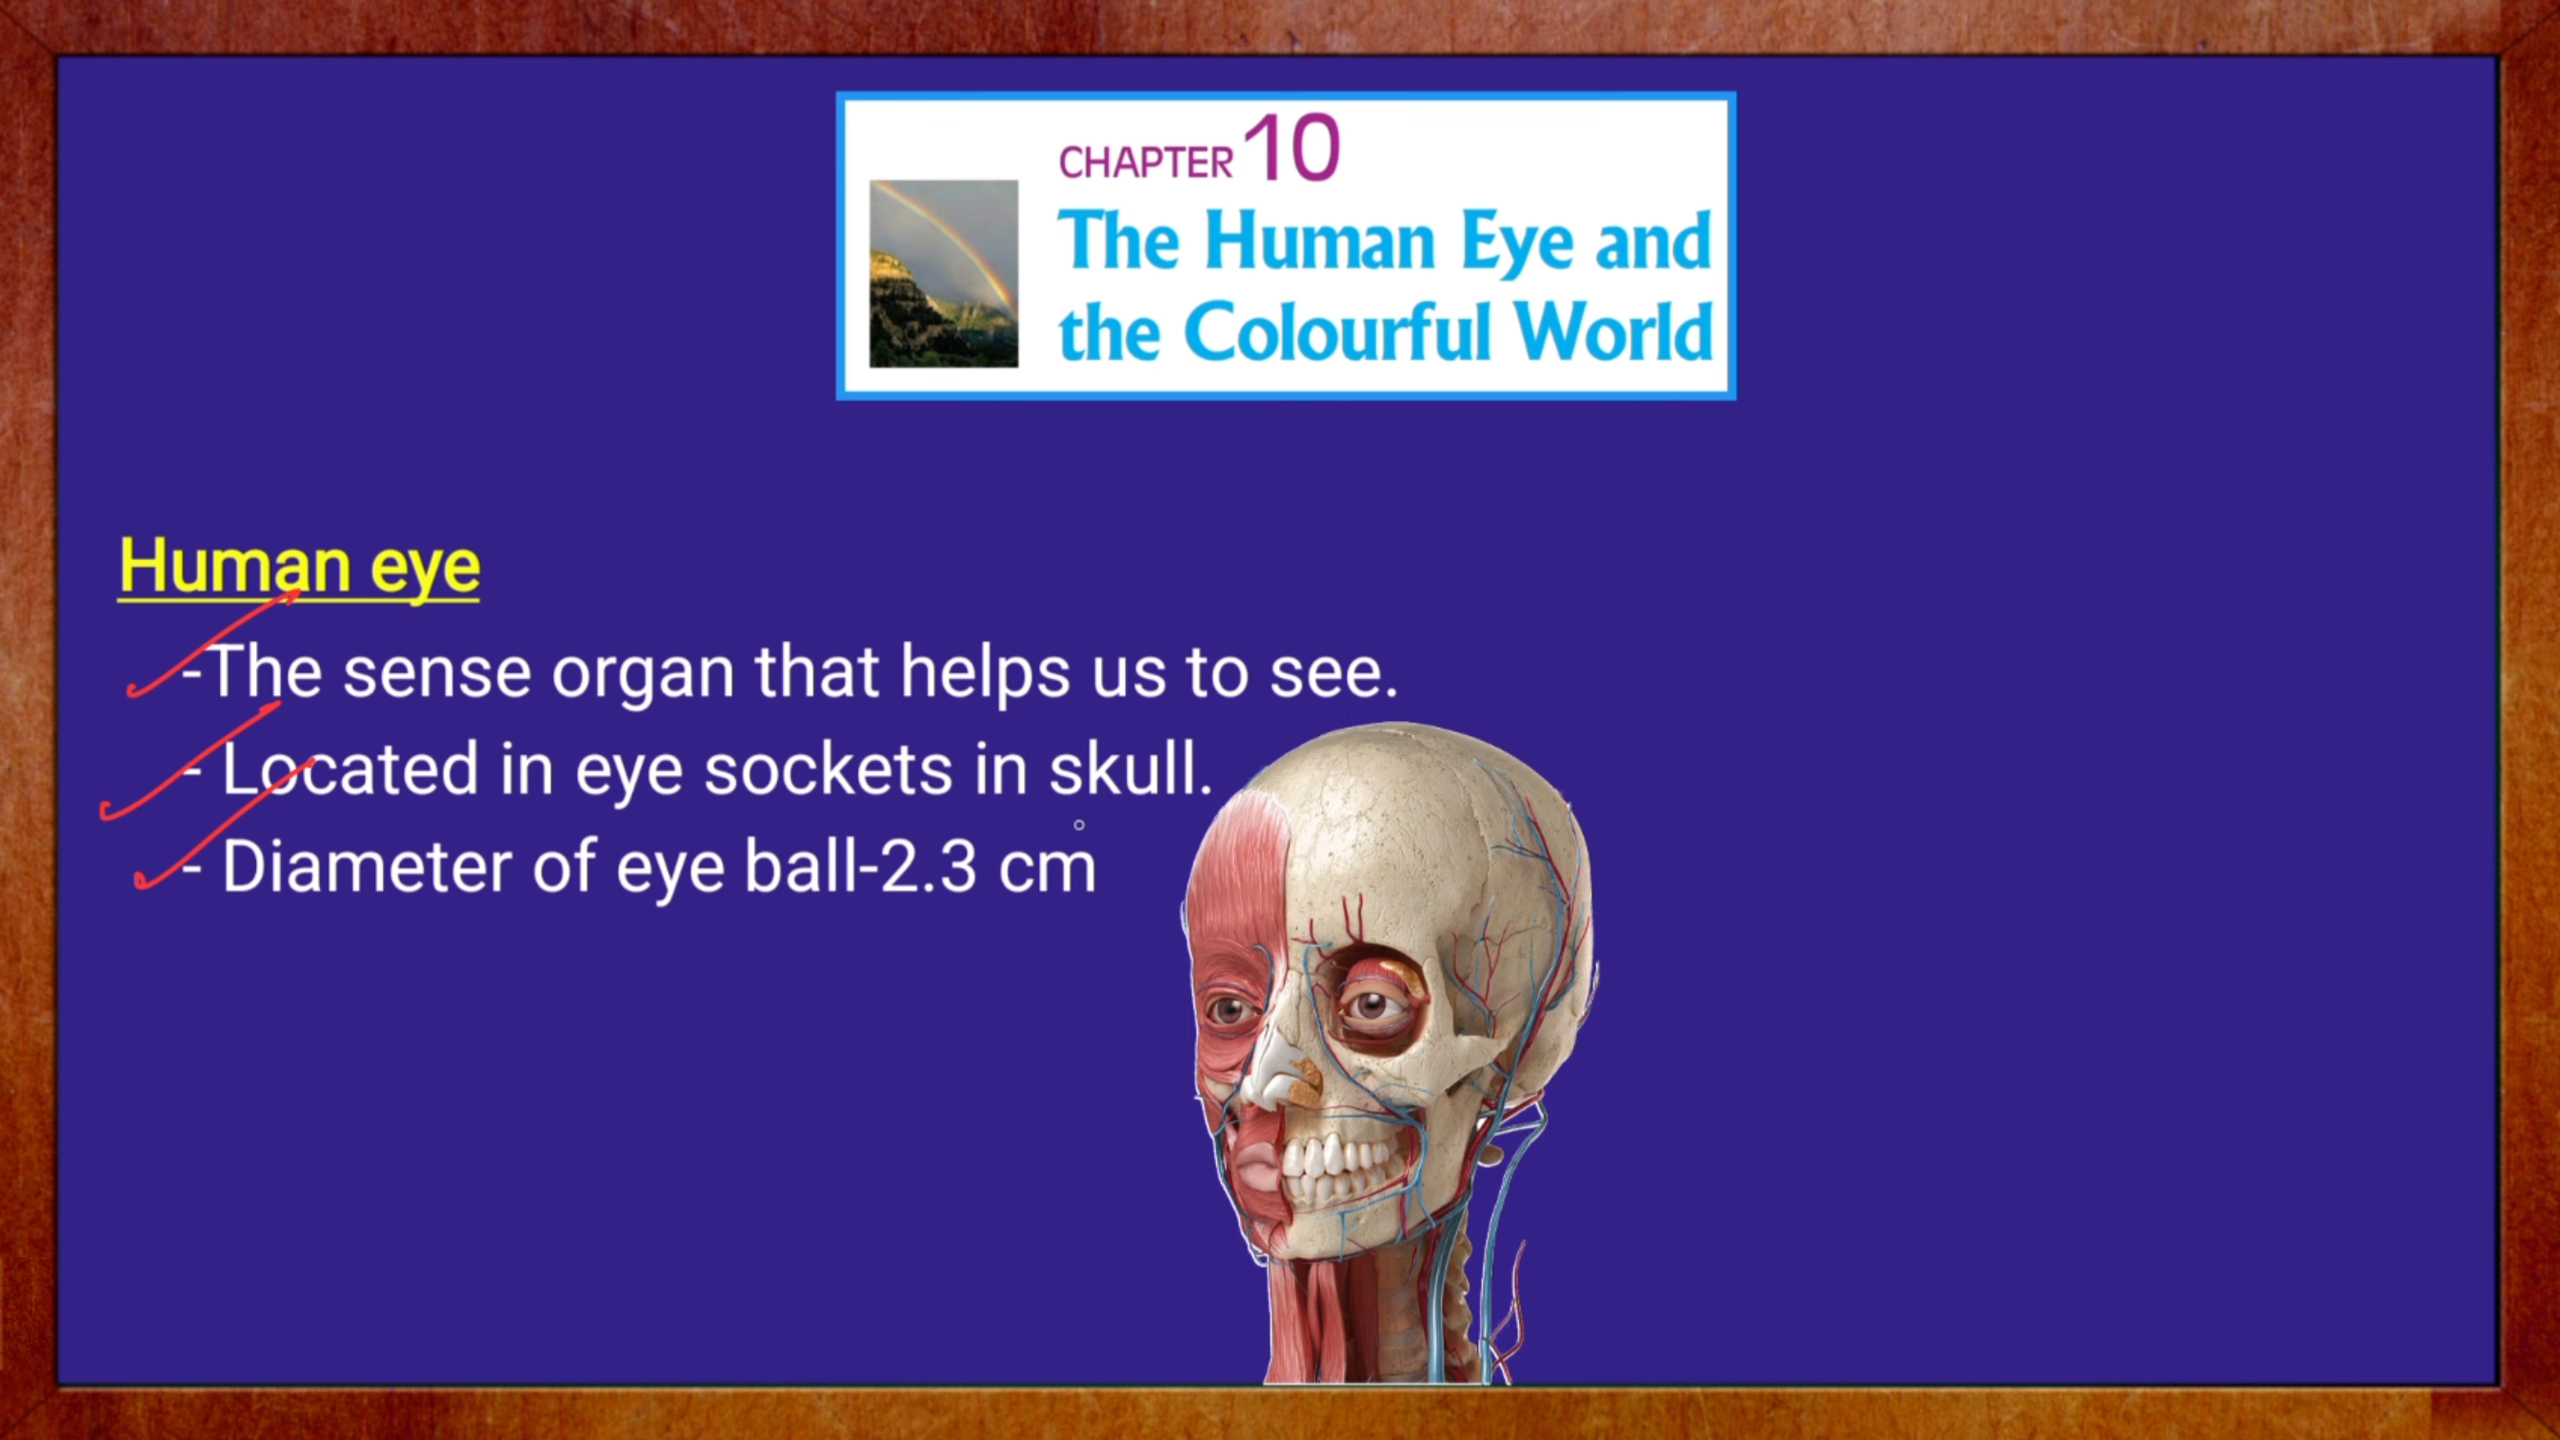 CHAPTER 10
The Human Eye and
the Colourful World
Human eye
-The sense organ that helps us to see.
- Located in eye sockets in skull.
- Diameter of eye ball-2.3 cm